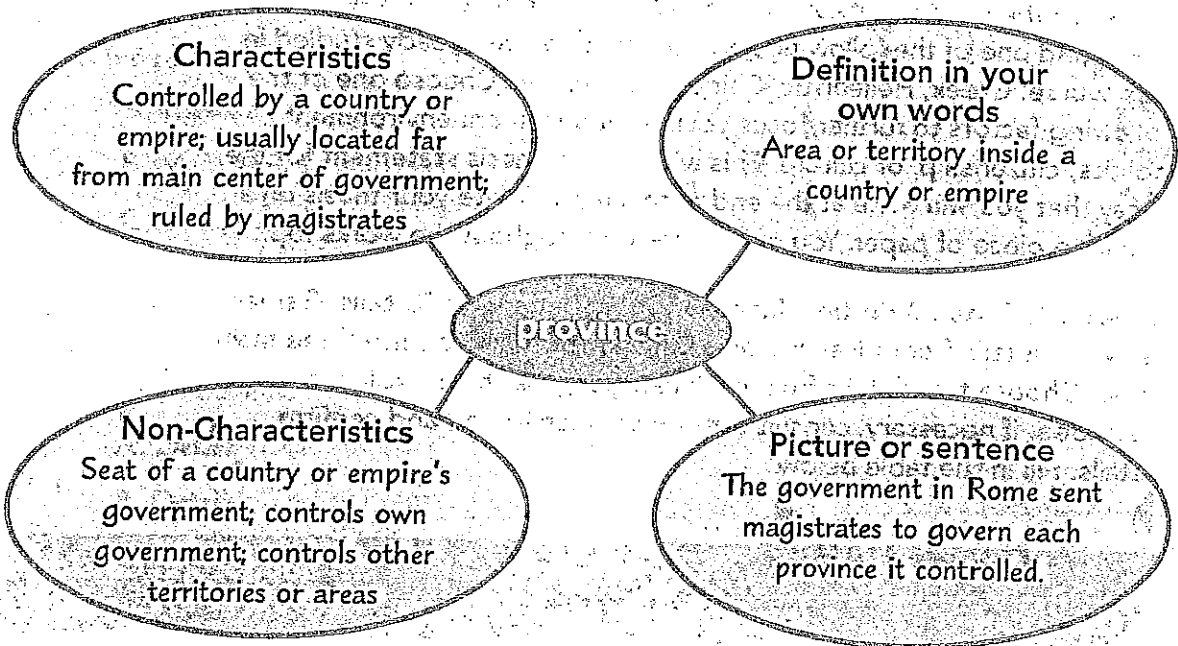 Characteristics
Controlled by a country or
empire; usually located far
from main center of government;
ruled by magistrates
Definition in your
own words
Area or territory inside a
country or empire
province
Non-Characteristics
Seat of a country or empire's
government; controls own
government; controls other
territories or areas
Picture or sentence
The government in Rome sent
magistrates to govern each
province it controlled.